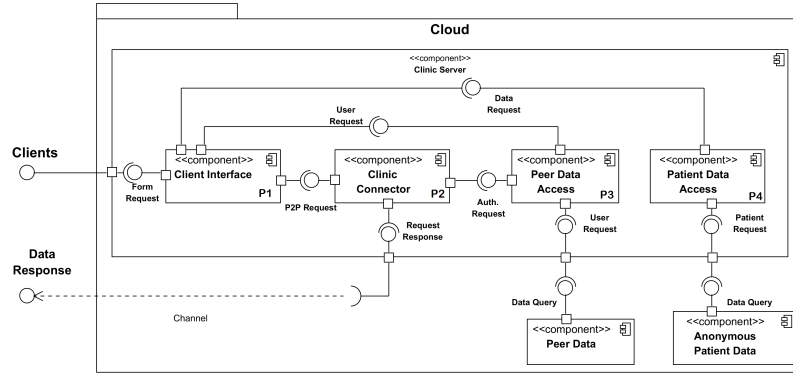 Cloud
<<component>>
Clinic Server
Data
Request
User
Request
Clients
<<component>>
Client Interface
P1
Form
Request
P2P Request
<<component>>
Clinic
Connector
P2
Auth.
Request
<<component>>
Peer Data
Access
P3
<<component>>
Patient Data
Access
P4
Request
Response
User
Request
Patient
Request
Data
Response
Channel
Data Query
Data Query
<<component>>
Peer Data
<<component>>
Anonymous
Patient Data